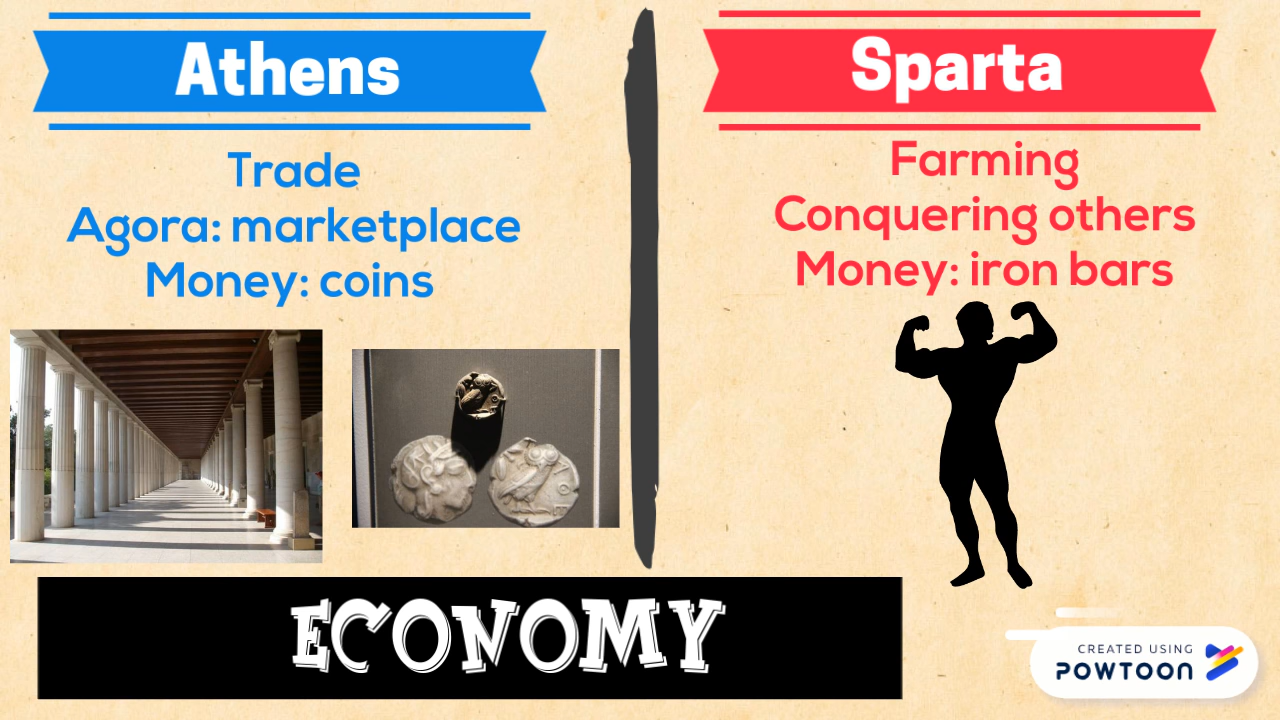 Athens
Trade
Agora: marketplace
Money: coins
Sparta
Farming
Conquering others
Money: iron bars
ECONOMY
CREATED USING
POWTOON